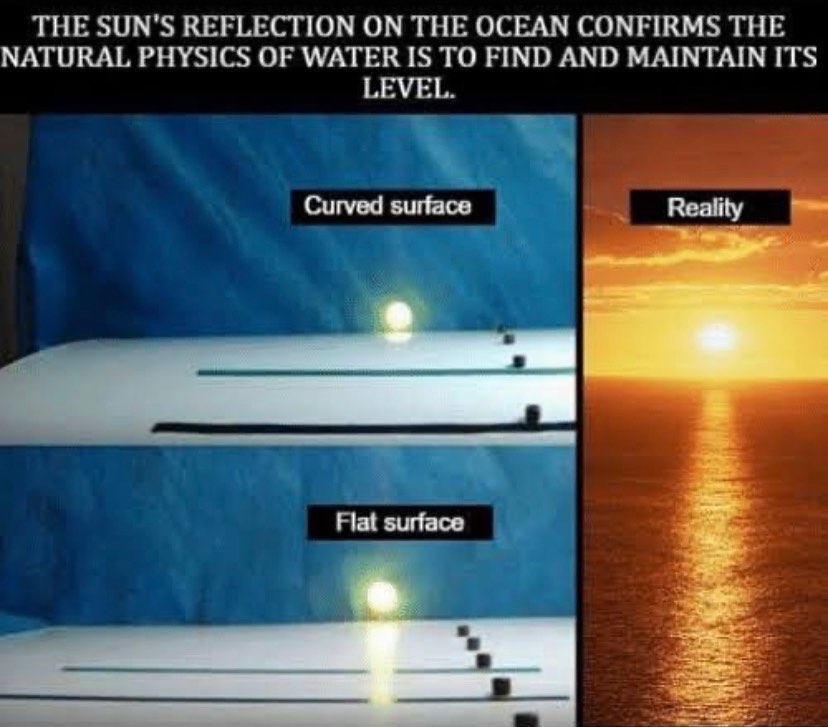 THE SUN'S REFLECTION ON THE OCEAN CONFIRMS THE
NATURAL PHYSICS OF WATER IS TO FIND AND MAINTAIN ITS
LEVEL.
Curved surface
Reality
Flat surface